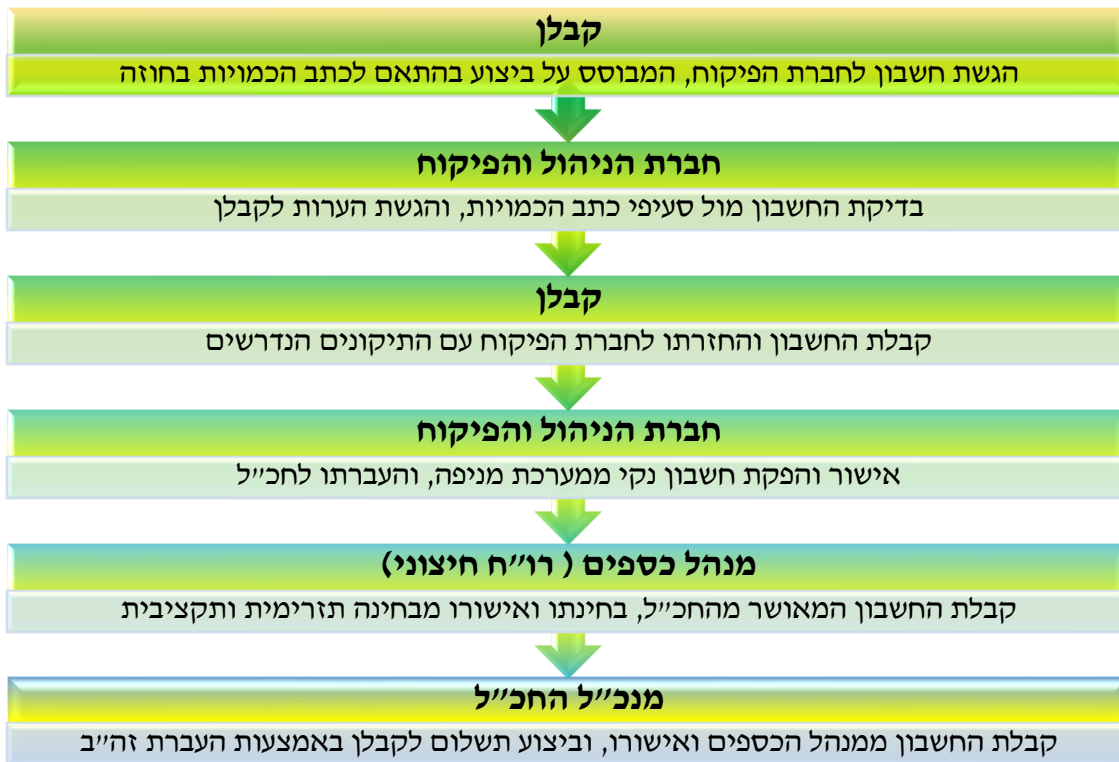 קבלן
הגשת חשבון לחברת הפיקוח, המבוסס על ביצוע בהתאם לכתב הכמויות בחוזה
חברת הניהול והפיקוח
בדיקת החשבון מול סעיפי כתב הכמויות, והגשת הערות לקבלן
קבלן
קבלת החשבון והחזרתו לחברת הפיקוח עם התיקונים הנדרשים
חברת הניהול והפיקוח
אישור והפקת חשבון נקי ממערכת מניפה, והעברתו לחכ״ל
מנהל כספים ( רו״ח חיצוני)
קבלת החשבון המאושר מהחכ״ל, בחינתו ואישורו מבחינה תזרימית ותקציבית
מנכ״ל החכ״ל
קבלת החשבון ממנהל הכספים ואישורו, וביצוע תשלום לקבלן באמצעות העברת זה״ב